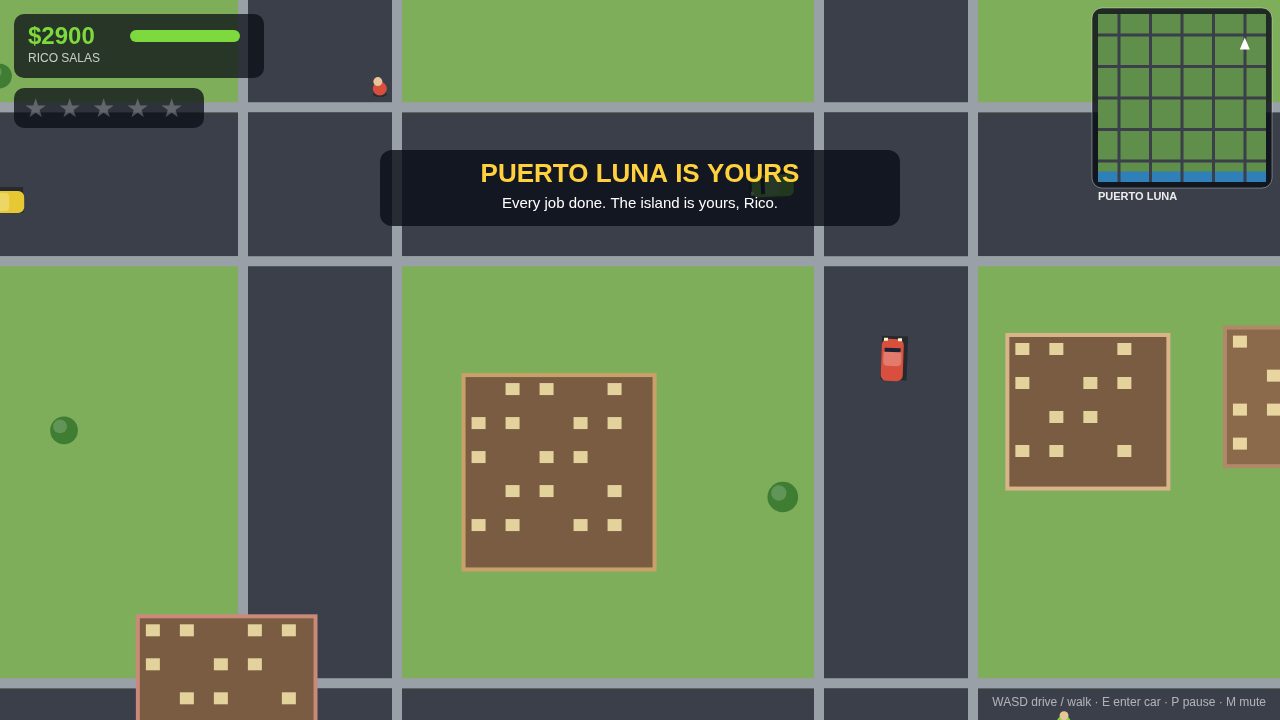 $2900
RICO SALAS
★ ★ ★ ★ ★
PUERTO LUNA IS YOURS
Every job done. The island is yours, Rico.
PUERTO LUNA
WASD drive / walk · E enter car · P pause · M mute